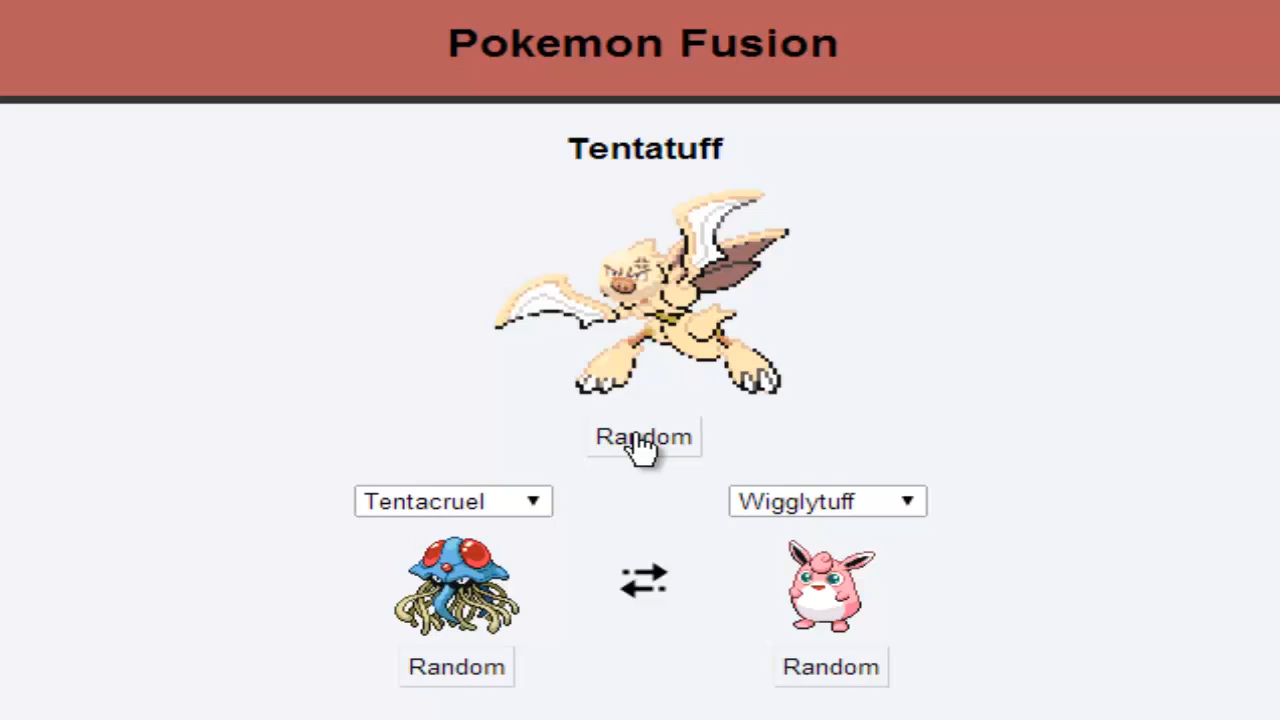 Pokemon Fusion
Tentatuff
Random
Tentacruel
Wigglytuff
Random
Random